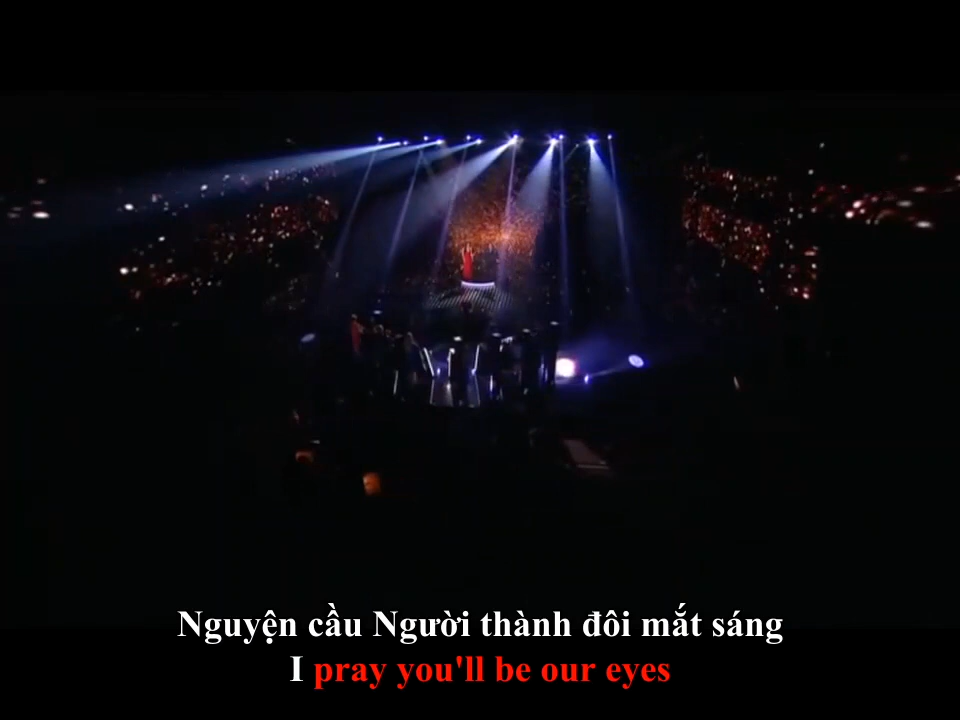 Nguyện cầu Người thành đôi mắt sáng
I pray you'll be our eyes